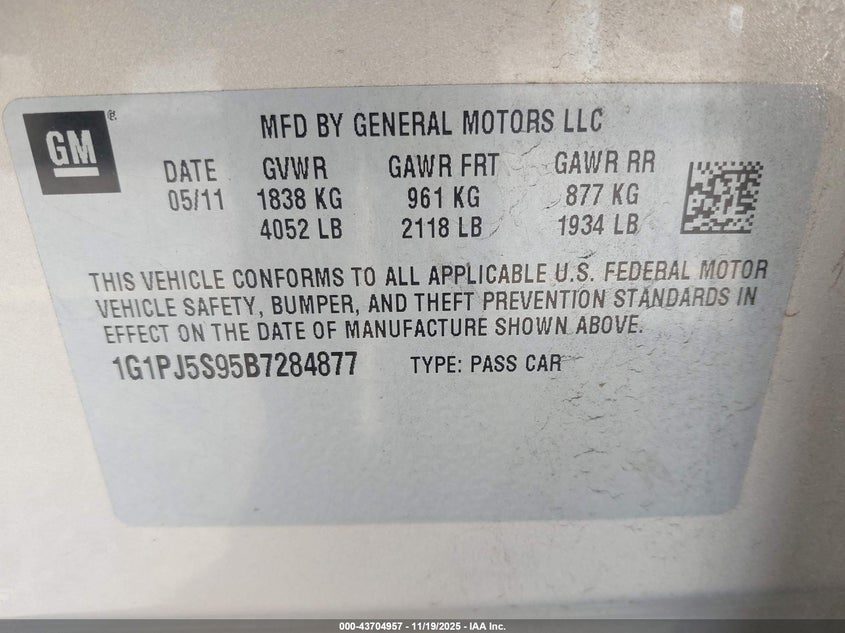 GM®
MFD BY GENERAL MOTORS LLC
DATE GVWR GAWR FRT GAWR RR
05/11 1838 KG 961 KG 877 KG
4052 LB 2118 LB 1934 LB
THIS VEHICLE CONFORMS TO ALL APPLICABLE U.S. FEDERAL MOTOR
VEHICLE SAFETY, BUMPER, AND THEFT PREVENTION STANDARDS IN
EFFECT ON THE DATE OF MANUFACTURE SHOWN ABOVE.
1G1PJ5S95B7284877 TYPE: PASS CAR
000-43704957 - 11/19/2025 - IAA Inc.